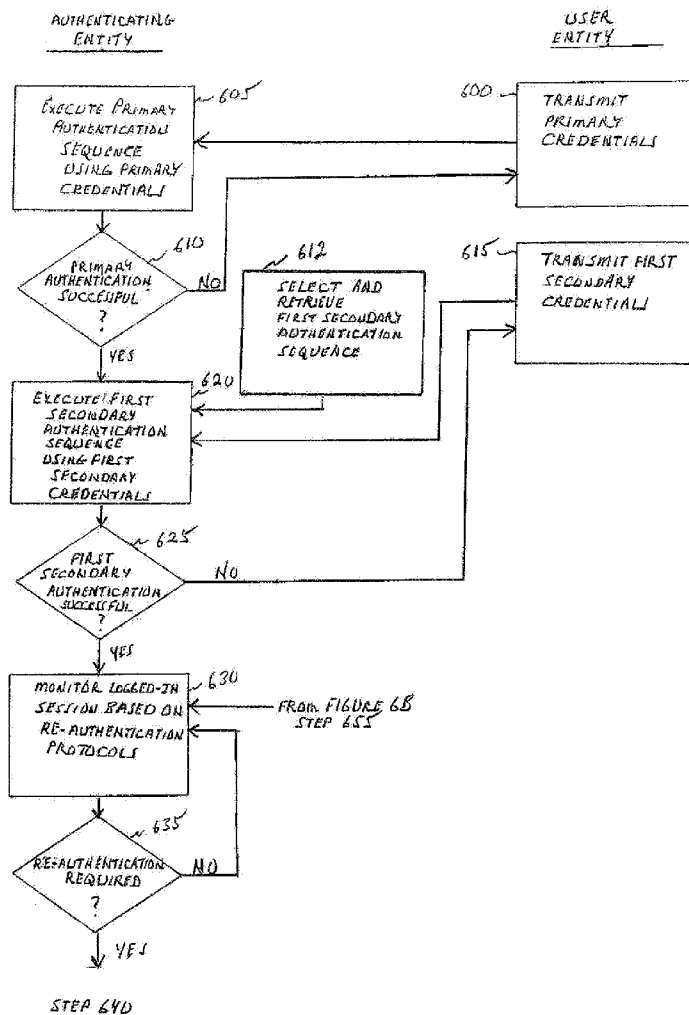 AUTHENTICATING
ENTITY
USER
ENTITY
605
EXECUTE PRIMARY
AUTHENTICATION
SEQUENCE
USING PRIMARY
CREDENTIALS
600
TRANSMIT
PRIMARY
CREDENTIALS
610
PRIMARY
AUTHENTICATION
SUCCESSFUL
?
NO
YES
612
SELECT AND
RETRIEVE
FIRST SECONDARY
AUTHENTICATION
SEQUENCE
615
TRANSMIT FIRST
SECONDARY
CREDENTIALS
620
EXECUTE FIRST
SECONDARY
AUTHENTICATION
SEQUENCE
USING FIRST
SECONDARY
CREDENTIALS
625
FIRST
SECONDARY
AUTHENTICATION
SUCCESSFUL
?
NO
YES
630
MONITOR LOGGED-IN
SESSION BASED ON
RE-AUTHENTICATION
PROTOCOLS
FROM FIGURE 6B
STEP 655
635
RE-AUTHENTICATION
REQUIRED
?
NO
YES
STEP 640